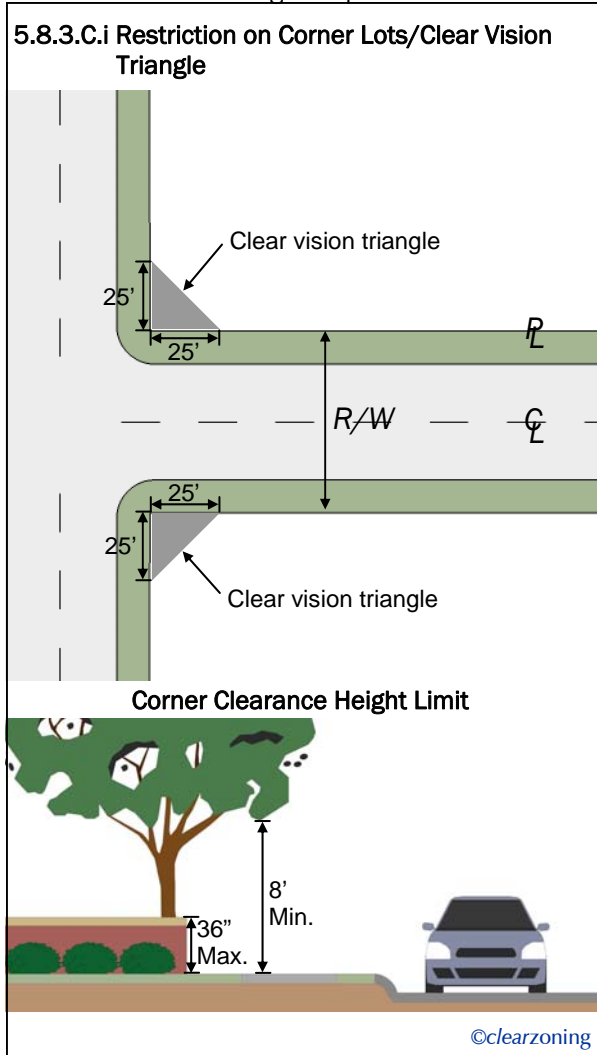 5.8.3.C.i Restriction on Corner Lots/Clear Vision
Triangle
Clear vision triangle
25’
25’
PL
R/W
CL
25’
25’
Clear vision triangle
Corner Clearance Height Limit
8’
Min.
36”
Max.
©clearzoning